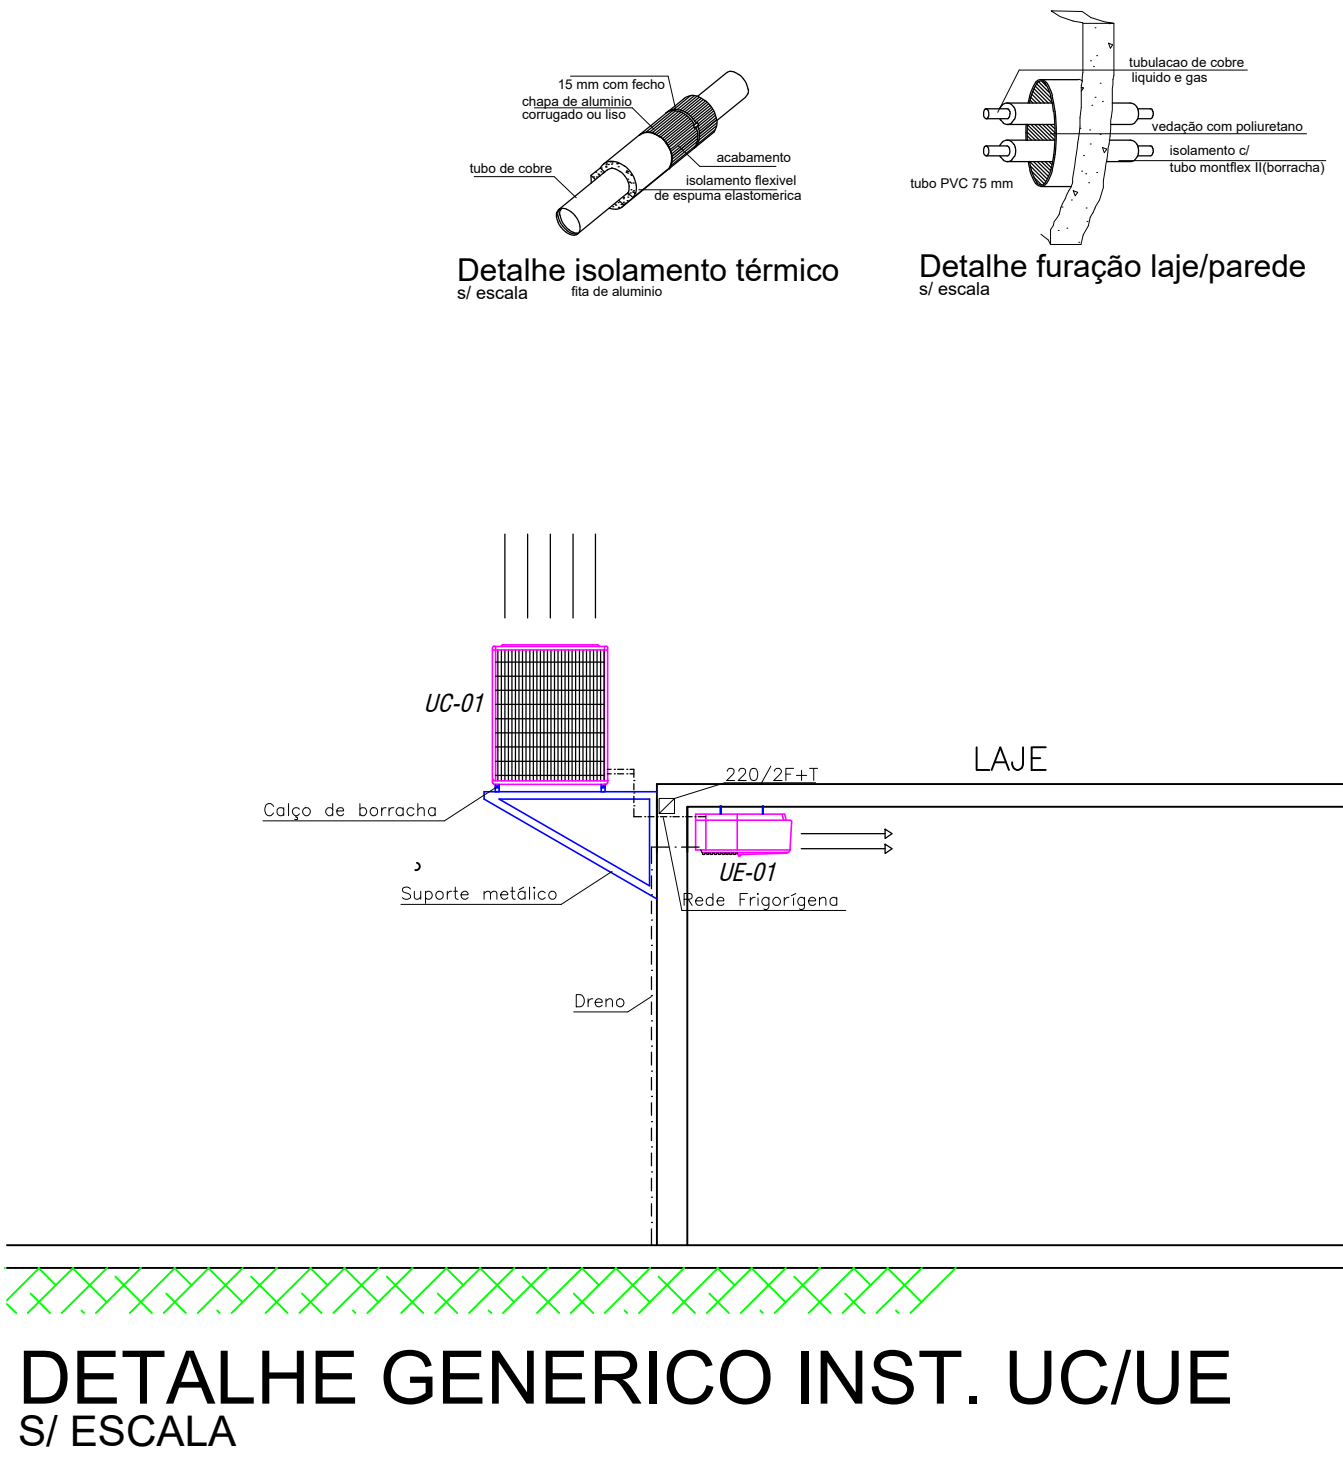 15 mm com fecho
chapa de aluminio
corrugado ou liso
tubo de cobre
acabamento
isolamento flexivel
de espuma elastomerica
Detalhe isolamento térmico
s/ escala
fita de aluminio
tubulacao de cobre
liquido e gas
vedação com poliuretano
isolamento c/
tubo montflex II(borracha)
tubo PVC 75 mm
Detalhe furação laje/parede
s/ escala
UC-01
LAJE
220/2F+T
Calço de borracha
UE-01
Suporte metálico
Rede Frigorígena
Dreno
DETALHE GENERICO INST. UC/UE
S/ ESCALA